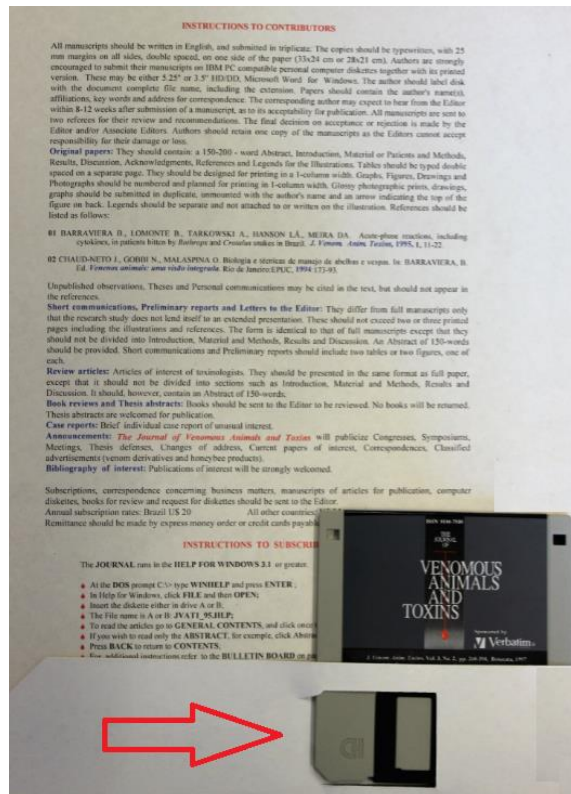 INSTRUCTIONS TO CONTRIBUTORS
All manuscripts should be written in English, and submitted in triplicate. The copies should be typewritten, with 25
mm margins on all sides, double spaced, on one side of the paper (33x24 cm or 28x21 cm). Authors are strongly
encouraged to submit their manuscripts on IBM PC compatible personal computer diskettes together with its printed
version. These may be either 5.25" or 3.5" HD/DD, Microsoft Word for Windows. The author should label disk
with the document complete file name, including the extension. Papers should contain the author's name(s),
affiliations, key words and address for correspondence. The corresponding author may expect to hear from the Editor
within 8-12 weeks after submission of a manuscript, as to its acceptability for publication. All manuscripts are sent to
two referees for their review and recommendations. The final decision on acceptance or rejection is made by the
Editor and/or Associate Editors. Authors should retain one copy of the manuscripts as the Editors cannot accept
responsibility for their damage or loss.
Original papers: They should contain: a 150-200 - word Abstract, Introduction, Material or Patients and Methods,
Results, Discussion, Acknowledgments, References and Legends for the Illustrations. Tables should be typed double
spaced on a separate page. They should be designed for printing in a 1-column width. Graphs, Figures, Drawings and
Photographs should be numbered and planned for printing in 1-column width. Glossy photographic prints, drawings,
graphs should be submitted in duplicate, unmounted with the author's name and an arrow indicating the top of the
figure on back. Legends should be separate and not attached to or written on the illustration. References should be
listed as follows:
01 BARRAVIERA B., LOMONTE B., TARKOWSKI A., HANSON LÅ., MEIRA DA. Acute-phase reactions, including
cytokines, in patients bitten by Bothrops and Crotalus snakes in Brazil. J. Venom. Anim. Toxins, 1995, 1, 11-22.
02 CHAUD-NETO J., GOBBI N., MALASPINA O. Biologia e técnicas de manejo de abelhas e vespas. In: BARRAVIERA, B.
Ed. Venenos animais: uma visão integrada. Rio de Janeiro: EPUC, 1994: 173-93.
Unpublished observations, Theses and Personal communications may be cited in the text, but should not appear in
the references.
Short communications, Preliminary reports and Letters to the Editor: They differ from full manuscripts only
that the research study does not lend itself to an extended presentation. These should not exceed two or three printed
pages including the illustrations and references. The form is identical to that of full manuscripts except that they
should not be divided into Introduction, Material and Methods, Results and Discussion. An Abstract of 150-words
should be provided. Short communications and Preliminary reports should include two tables or two figures, one of
each.
Review articles: Articles of interest of toxinologists. They should be presented in the same format as full paper,
except that it should not be divided into sections such as Introduction, Material and Methods, Results and
Discussion. It should, however, contain an Abstract of 150-words.
Book reviews and Thesis abstracts: Books should be sent to the Editor to be reviewed. No books will be returned.
Thesis abstracts are welcomed for publication.
Case reports: Brief individual case report of unusual interest.
Announcements: The Journal of Venomous Animals and Toxins will publicize Congresses, Symposiums,
Meetings, Thesis defenses, Changes of address, Current papers of interest, Correspondences, Classified
advertisements (venom derivatives and honeybee products).
Bibliography of interest: Publications of interest will be strongly welcomed.
Subscriptions, correspondence concerning business matters, manuscripts of articles for publication, computer
diskettes, books for review and request for diskettes should be sent to the Editor.
Annual subscription rates: Brazil U$ 20 All other countries:
Remittance should be made by express money order or credit cards payable
INSTRUCTIONS TO SUBSCRI
The JOURNAL runs in the HELP FOR WINDOWS 3.1 or greater.
At the DOS prompt C:\> type WINHELP and press ENTER ;
In Help for Windows, click FILE and then OPEN;
Insert the diskette either in drive A or B;
The File name is A or B: JVATI_95.HLP;
To read the articles go to GENERAL CONTENTS, and click once
If you wish to read only the ABSTRACT, for example, click Abstra
Press BACK to return to CONTENTS;
For additional instructions refer to the BULLETIN BOARD on
THE
JOURNAL
OF
VENOMOUS
ANIMALS
AND
TOXINS
Sponsored by
Verbatim
J. Venom. Anim. Toxins, Vol. 3, No. 2, pp. Botucatu, 1997